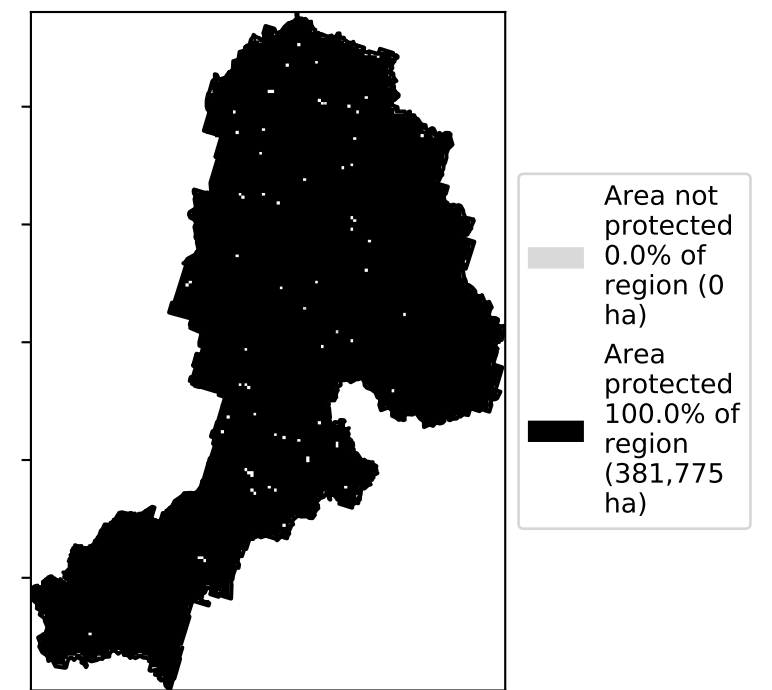 Area not
protected
0.0% of
region (0
ha)
Area
protected
100.0% of
region
(381,775
ha)